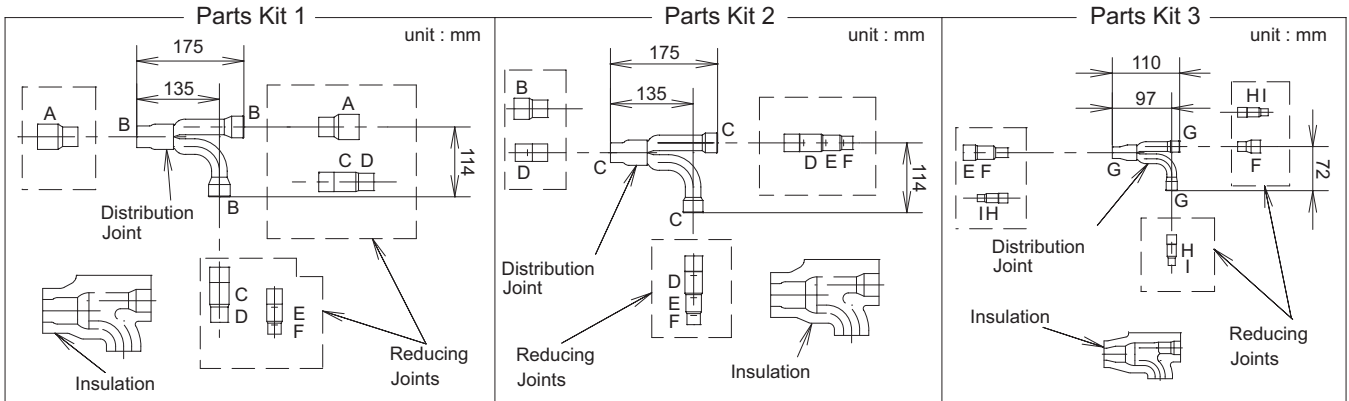 Parts Kit 1
unit : mm
175
135
A
B
B
A
C D
114
B
Distribution
Joint
C
D
E
F
Reducing
Joints
Insulation
Parts Kit 2
unit : mm
175
135
B
D
C
C
D E F
114
C
Distribution
Joint
D
E
F
Reducing
Joints
Insulation
Parts Kit 3
unit : mm
110
97
H I
G
F
E F
G
72
I H
G
Distribution
Joint
H
I
Insulation
Reducing
Joints